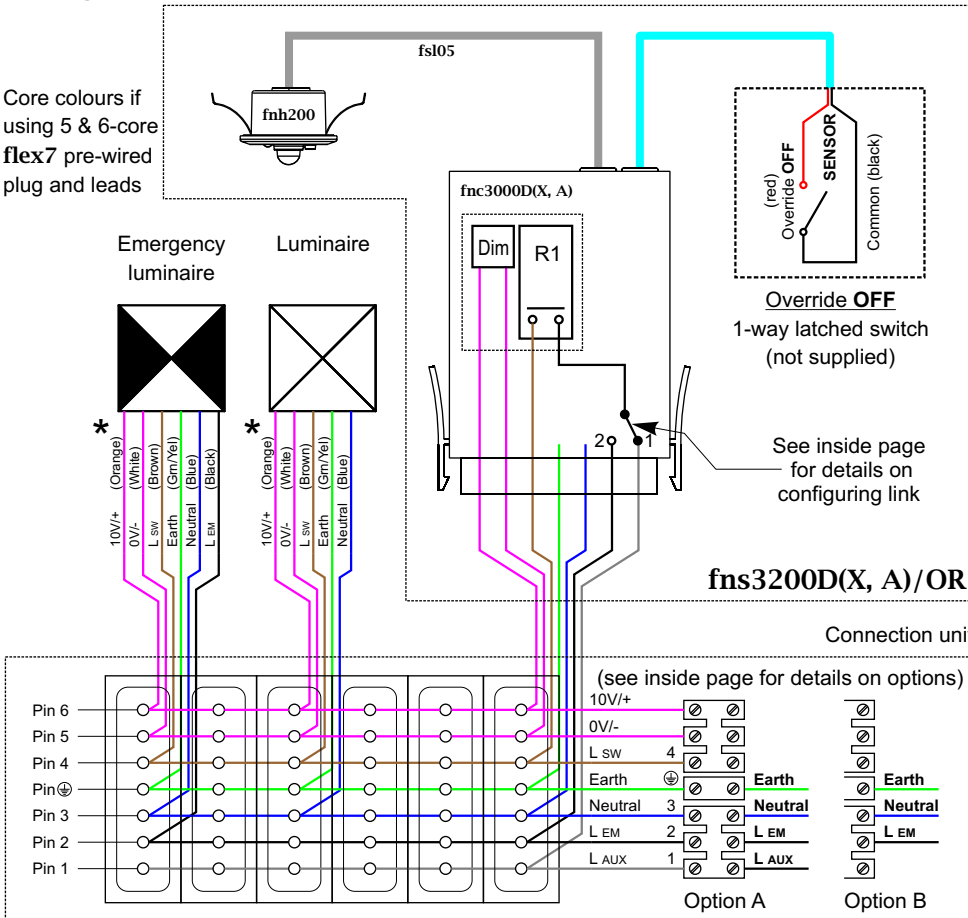 fsl05
fnh200
Core colours if
using 5 & 6-core
flex7 pre-wired
plug and leads
fnc3000D(X, A)
Dim
R1
(red)
Override OFF
SENSOR
Common (black)
Override OFF
1-way latched switch
(not supplied)
Emergency
luminaire
Luminaire
2
1
See inside page
for details on
configuring link
*
10V/+ (Orange)
0V/- (White)
L SW (Brown)
Earth (Grn/Yel)
Neutral (Blue)
L EM (Black)
*
10V/+ (Orange)
0V/- (White)
L SW (Brown)
Earth (Grn/Yel)
Neutral (Blue)
fns3200D(X, A)/OR
Connection uni
(see inside page for details on options)
Pin 6
Pin 5
Pin 4
Pin
Pin 3
Pin 2
Pin 1
10V/+
0V/-
L SW 4
Earth
Neutral 3
L EM 2
L AUX 1
Earth
Neutral
L EM
L AUX
Earth
Neutral
L EM
Option A
Option B